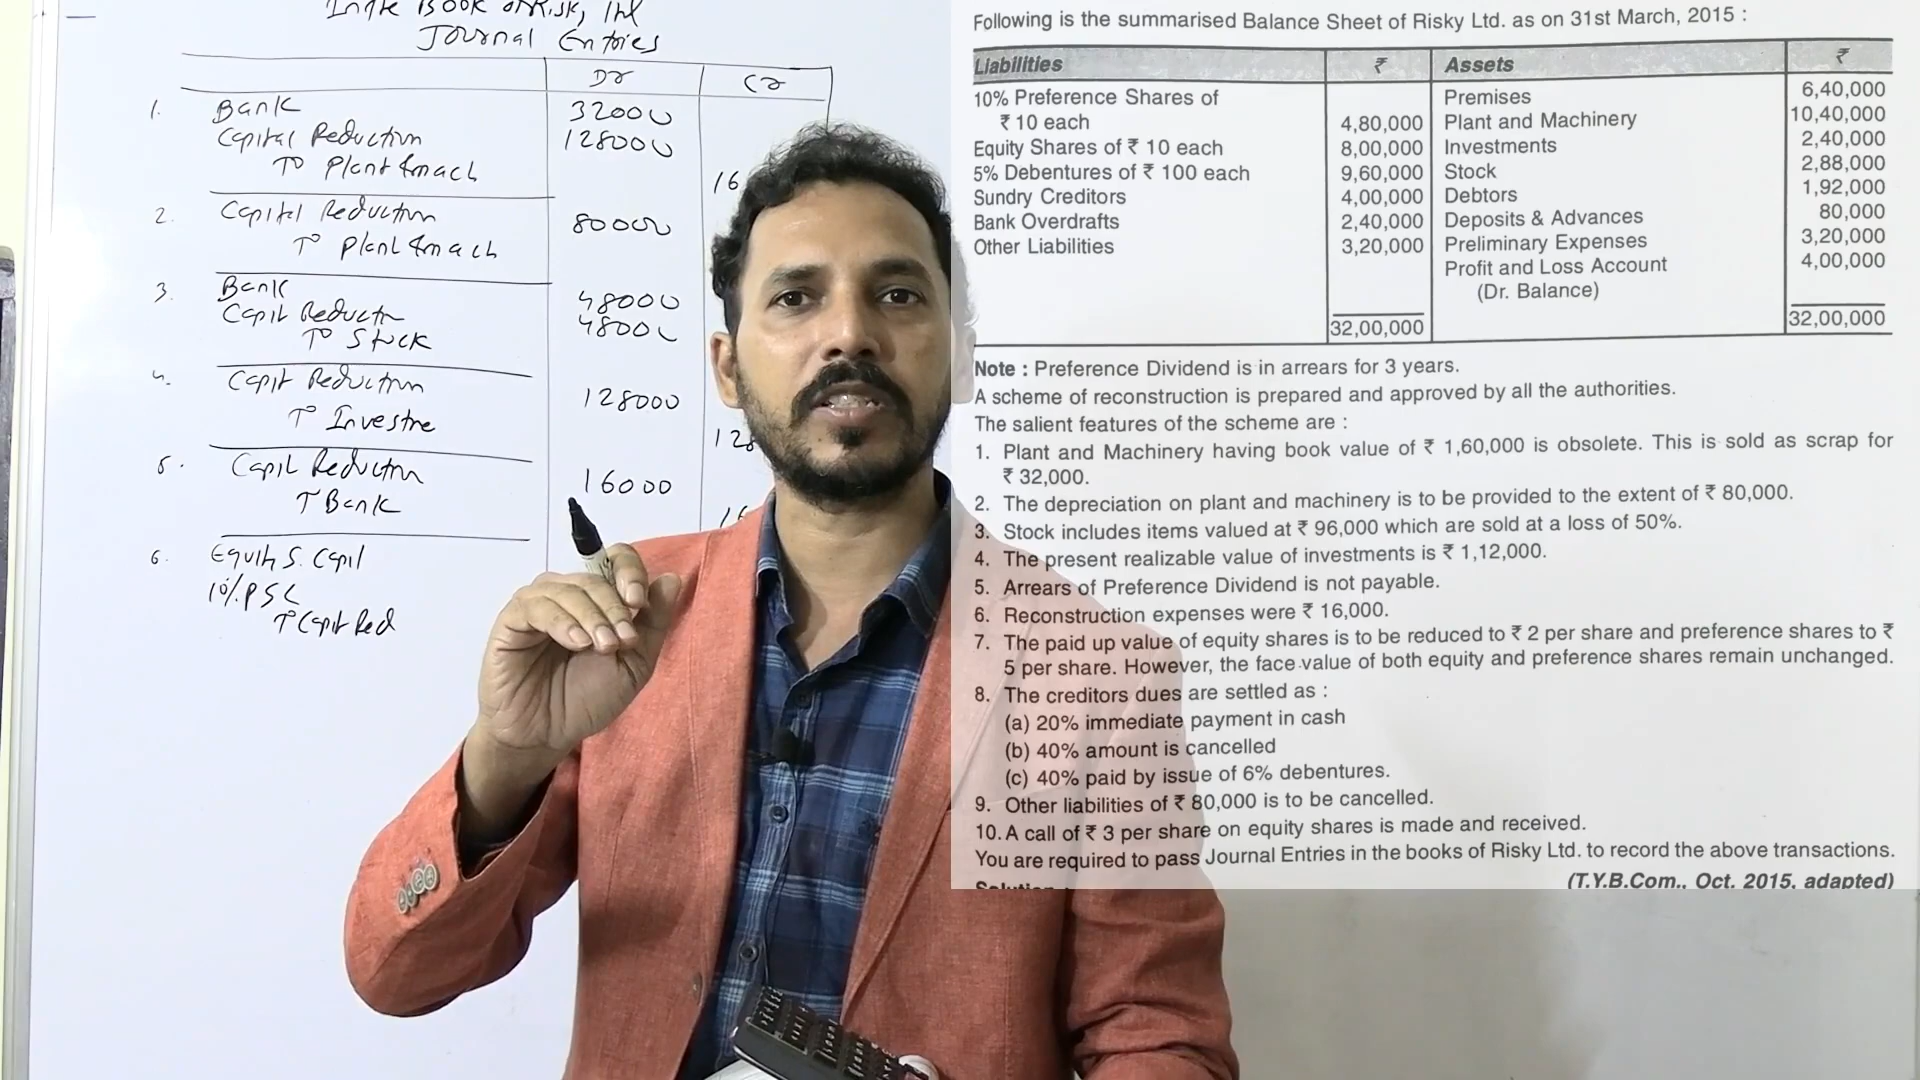 In the Book of Risky Ltd
Journal Entries
Dr
Cr
1. Bank 32000
Capital Reduction 128000
To Plant & mach 16
2. Capital Reduction 80000
To Plant & mach
3. Bank 48000
Capit Reductn 48000
To Stock
4. Capit Reduction 128000
To Investme
128
5. Capit Reductn 16000
To Bank
6. Equity S. Capit
10% PSC
To Capit Red
Following is the summarised Balance Sheet of Risky Ltd. as on 31st March, 2015 :
Liabilities ₹ Assets ₹
10% Preference Shares of Premises 6,40,000
₹ 10 each 4,80,000 Plant and Machinery 10,40,000
Equity Shares of ₹ 10 each 8,00,000 Investments 2,40,000
5% Debentures of ₹ 100 each 9,60,000 Stock 2,88,000
Sundry Creditors 4,00,000 Debtors 1,92,000
Bank Overdrafts 2,40,000 Deposits & Advances 80,000
Other Liabilities 3,20,000 Preliminary Expenses 3,20,000
Profit and Loss Account 4,00,000
(Dr. Balance)
32,00,000 32,00,000
Note : Preference Dividend is in arrears for 3 years.
A scheme of reconstruction is prepared and approved by all the authorities.
The salient features of the scheme are :
1. Plant and Machinery having book value of ₹ 1,60,000 is obsolete. This is sold as scrap for
₹ 32,000.
2. The depreciation on plant and machinery is to be provided to the extent of ₹ 80,000.
3. Stock includes items valued at ₹ 96,000 which are sold at a loss of 50%.
4. The present realizable value of investments is ₹ 1,12,000.
5. Arrears of Preference Dividend is not payable.
6. Reconstruction expenses were ₹ 16,000.
7. The paid up value of equity shares is to be reduced to ₹ 2 per share and preference shares to ₹
5 per share. However, the face value of both equity and preference shares remain unchanged.
8. The creditors dues are settled as :
(a) 20% immediate payment in cash
(b) 40% amount is cancelled
(c) 40% paid by issue of 6% debentures.
9. Other liabilities of ₹ 80,000 is to be cancelled.
10. A call of ₹ 3 per share on equity shares is made and received.
You are required to pass Journal Entries in the books of Risky Ltd. to record the above transactions.
(T.Y.B.Com., Oct. 2015, adapted)